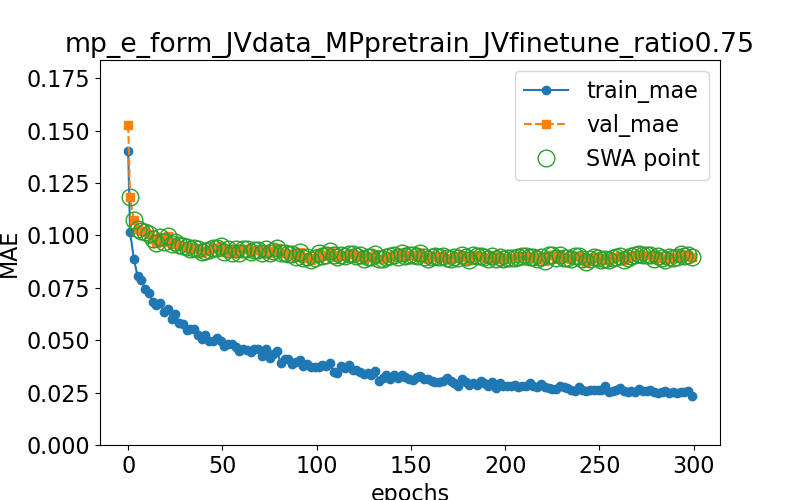 mp_e_form_JVdata_MPpretrain_JVfinetune_ratio0.75
0.175
0.150
0.125
0.100
0.075
0.050
0.025
0.000
MAE
train_mae
val_mae
SWA point
0 50 100 150 200 250 300
epochs